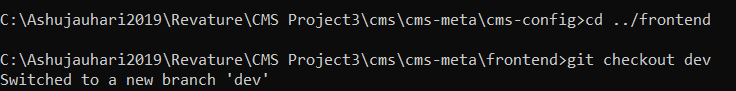 C:\Ashujauhari2019\Revature\CMS Project3\cms\cms-meta\cms-config>cd ../frontend
C:\Ashujauhari2019\Revature\CMS Project3\cms\cms-meta\frontend>git checkout dev
Switched to a new branch 'dev'